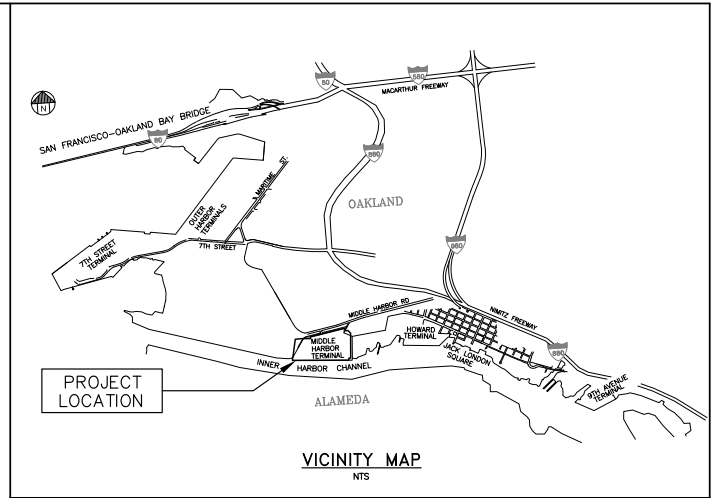 80
580
MACARTHUR FREEWAY
N
SAN FRANCISCO-OAKLAND BAY BRIDGE
80
880
MARITIME ST.
OAKLAND
OUTER
HARBOR
TERMINALS
7TH STREET
TERMINAL
7TH STREET
980
MIDDLE HARBOR RD
NIMITZ FREEWAY
HOWARD
TERMINAL
MIDDLE
HARBOR
TERMINAL
JACK LONDON
SQUARE
880
INNER HARBOR CHANNEL
PROJECT
LOCATION
ALAMEDA
9TH AVENUE
TERMINAL
VICINITY MAP
NTS